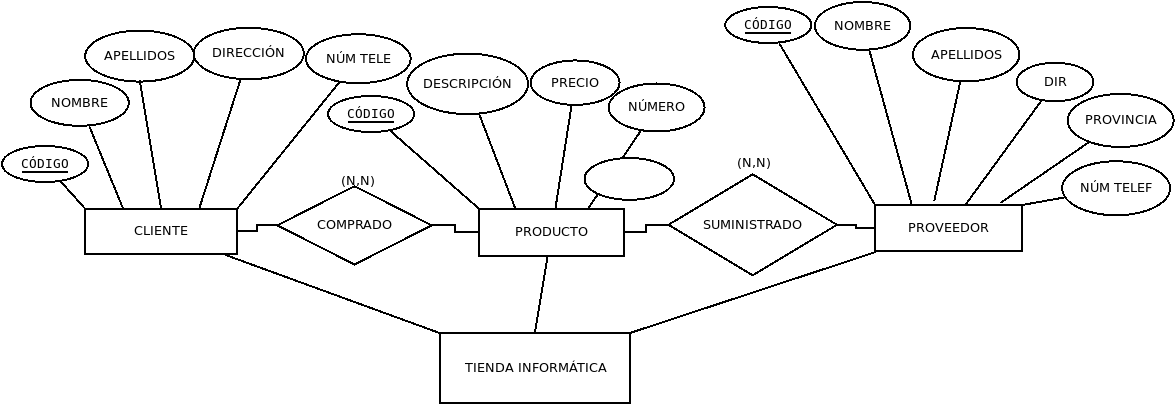 CÓDIGO
NOMBRE
APELLIDOS
DIRECCIÓN
NÚM TELE
CÓDIGO
DESCRIPCIÓN
PRECIO
NÚMERO
CÓDIGO
NOMBRE
APELLIDOS
DIR
PROVINCIA
NÚM TELEF
CLIENTE
(N,N)
COMPRADO
PRODUCTO
(N,N)
SUMINISTRADO
PROVEEDOR
TIENDA INFORMÁTICA